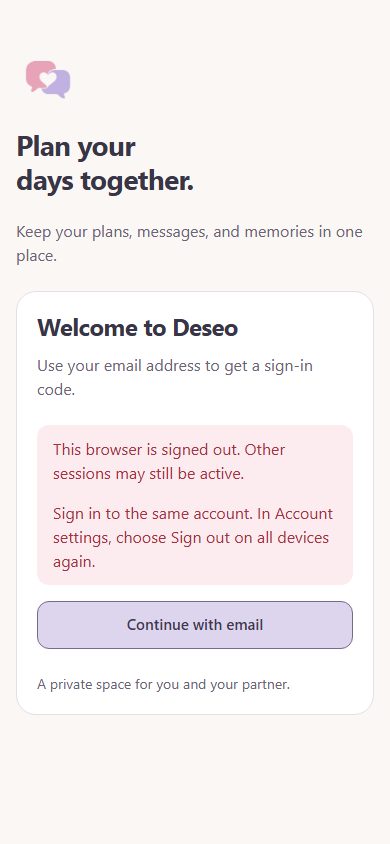 Plan your
days together.
Keep your plans, messages, and memories in one
place.
Welcome to Deseo
Use your email address to get a sign-in
code.
This browser is signed out. Other
sessions may still be active.
Sign in to the same account. In Account
settings, choose Sign out on all devices
again.
Continue with email
A private space for you and your partner.